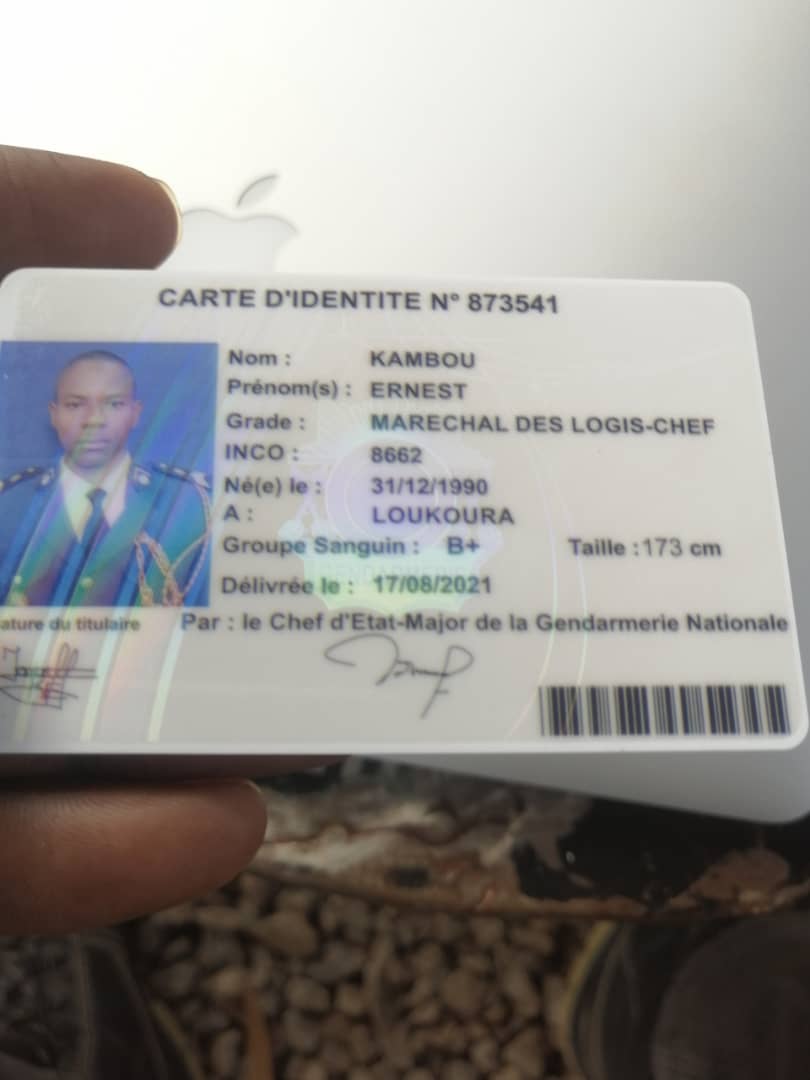 CARTE D'IDENTITE N° 873541
Nom : KAMBOU
Prénom(s) : ERNEST
Grade : MARECHAL DES LOGIS-CHEF
INCO : 8662
Né(e) le : 31/12/1990
A : LOUKOURA
Groupe Sanguin : B+ Taille :173 cm
GENDARMERIE
Délivrée le : 17/08/2021
ature du titulaire Par : le Chef d'Etat-Major de la Gendarmerie Nationale